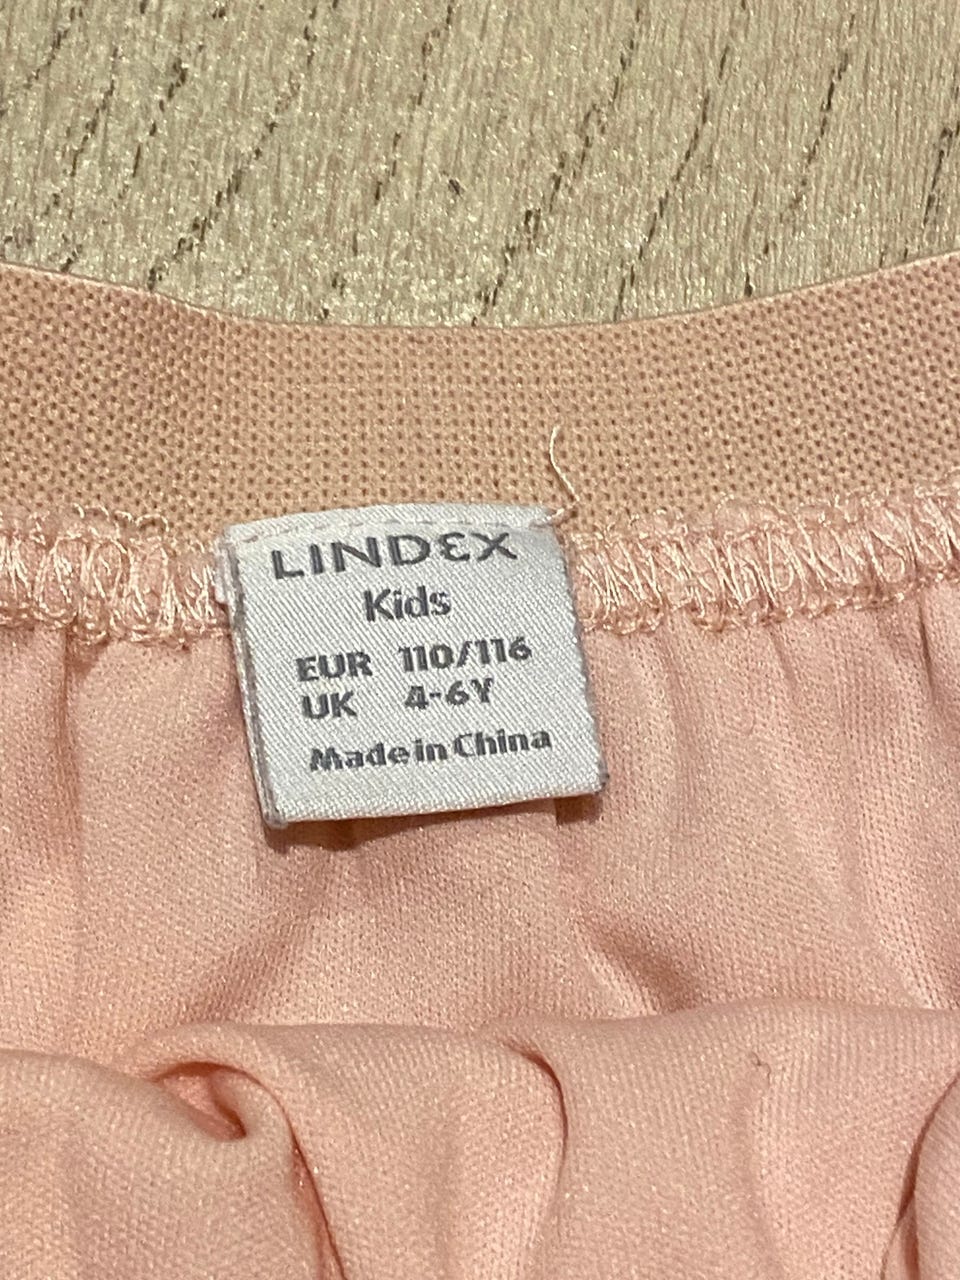 LINDEX
Kids
EUR 110/116
UK 4-6Y
Made in China